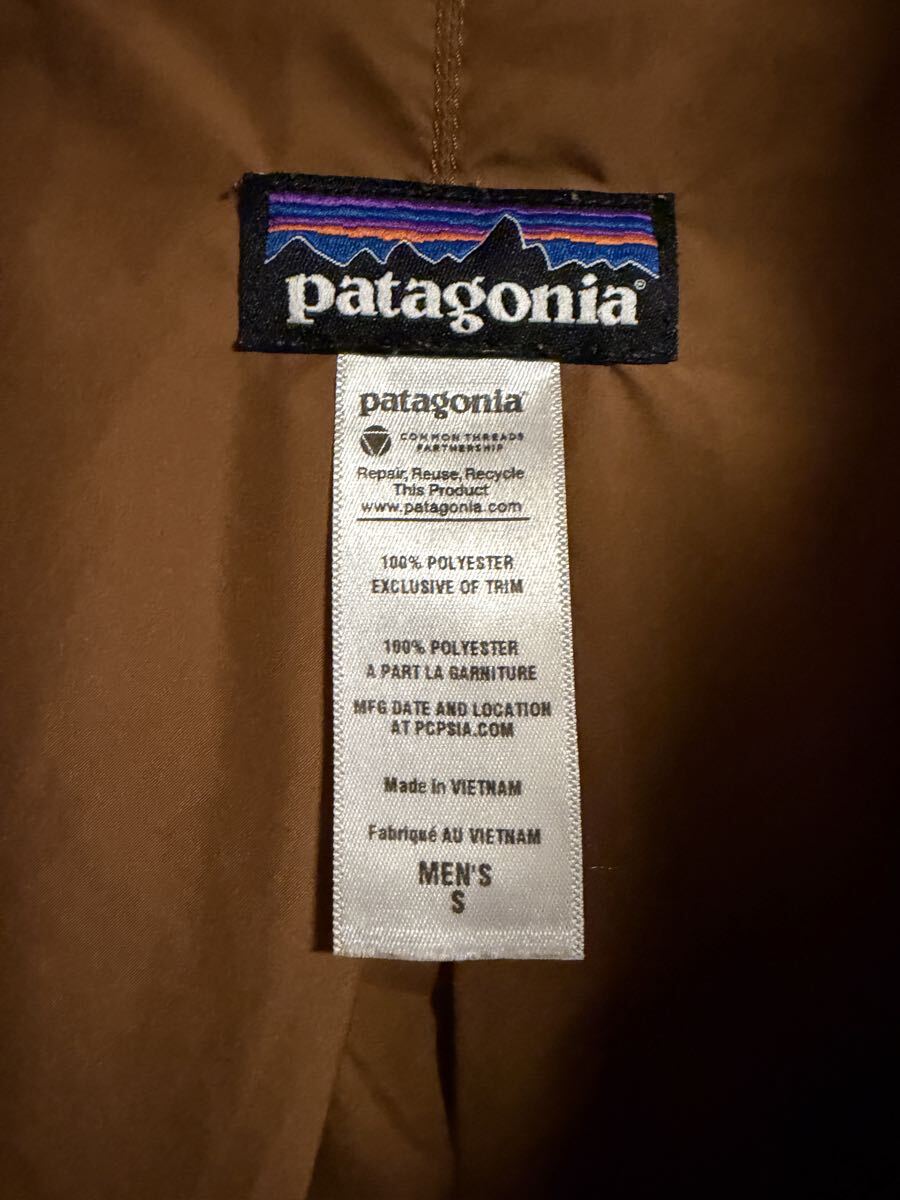 patagonia®
patagonia
COMMON THREADS
PARTNERSHIP
Repair, Reuse, Recycle
This Product
www.patagonia.com
100% POLYESTER
EXCLUSIVE OF TRIM
100% POLYESTER
A PART LA GARNITURE
MFG DATE AND LOCATION
AT PCPSIA.COM
Made in VIETNAM
Fabriqué AU VIETNAM
MEN'S
S